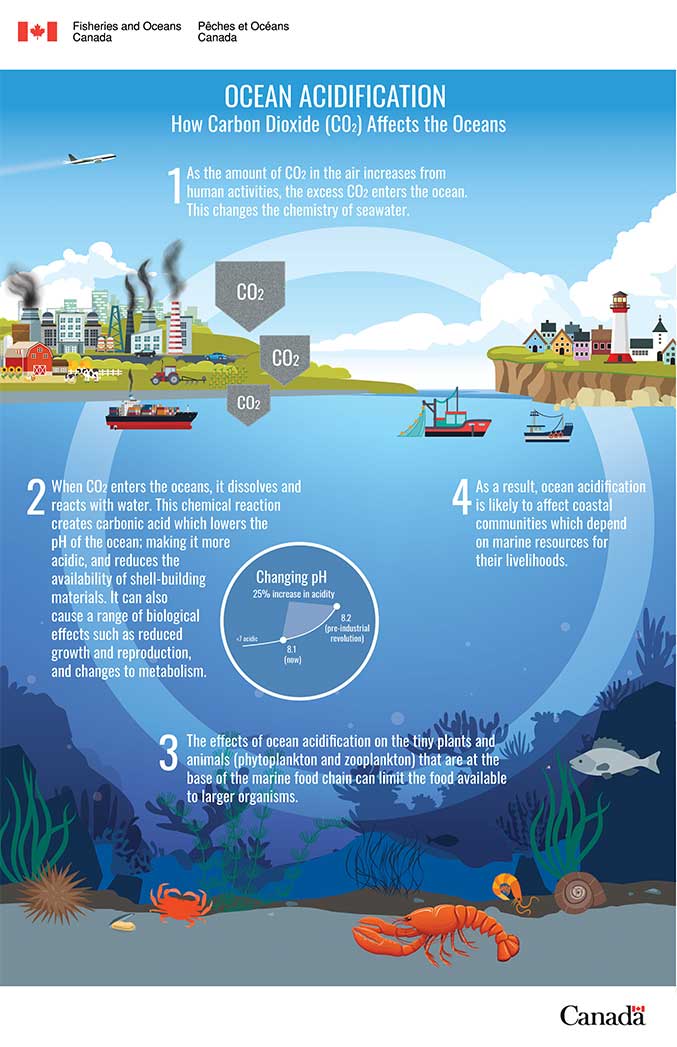 Fisheries and Oceans
Canada
Pêches et Océans
Canada
OCEAN ACIDIFICATION
How Carbon Dioxide (CO₂) Affects the Oceans
1
As the amount of CO₂ in the air increases from
human activities, the excess CO₂ enters the ocean.
This changes the chemistry of seawater.
CO₂
CO₂
CO₂
2
When CO₂ enters the oceans, it dissolves and
reacts with water. This chemical reaction
creates carbonic acid which lowers the
pH of the ocean; making it more
acidic, and reduces the
availability of shell-building
materials. It can also
cause a range of biological
effects such as reduced
growth and reproduction,
and changes to metabolism.
Changing pH
25% increase in acidity
8.2
(pre-industrial
revolution)
<7 acidic
8.1
(now)
4
As a result, ocean acidification
is likely to affect coastal
communities which depend
on marine resources for
their livelihoods.
3
The effects of ocean acidification on the tiny plants and
animals (phytoplankton and zooplankton) that are at the
base of the marine food chain can limit the food available
to larger organisms.
Canada